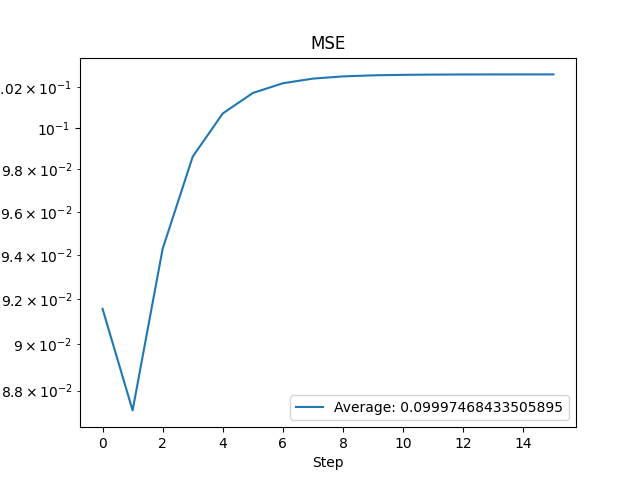 MSE
.02 × 10⁻¹
10⁻¹
9.8 × 10⁻²
9.6 × 10⁻²
9.4 × 10⁻²
9.2 × 10⁻²
9 × 10⁻²
8.8 × 10⁻²
Average: 0.09997468433505895
0 2 4 6 8 10 12 14
Step